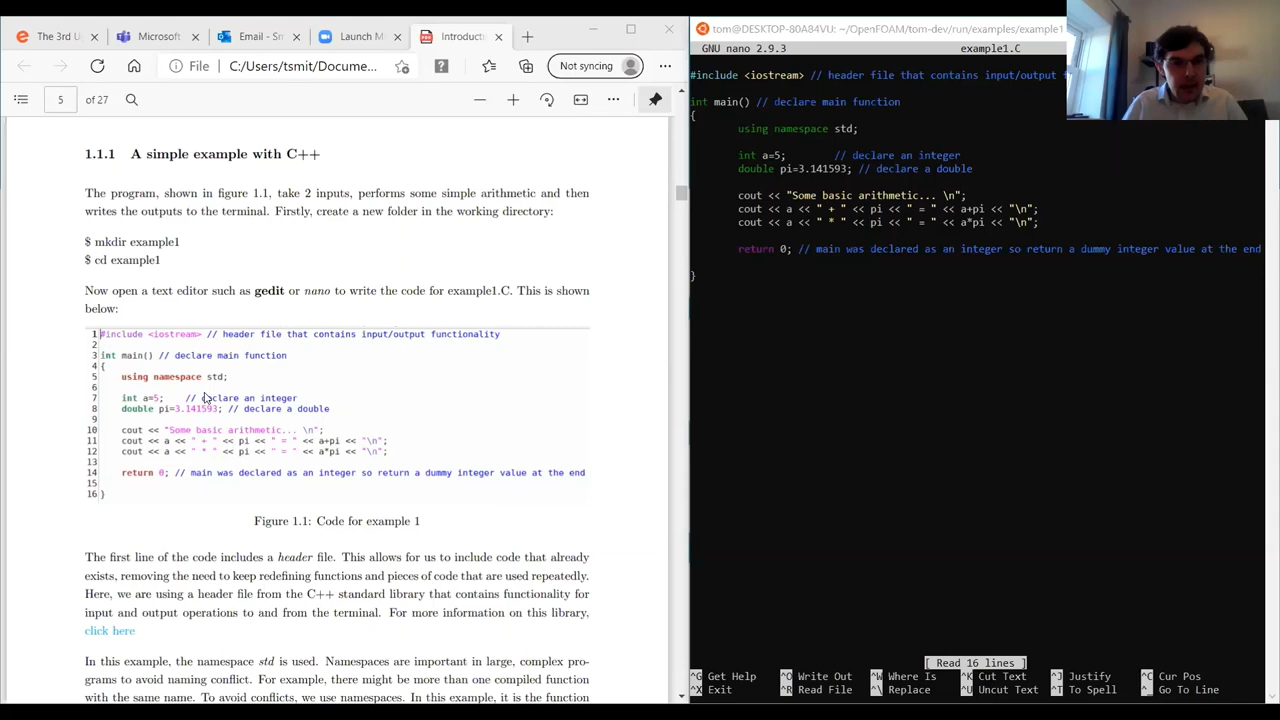 The 3rd U
Microsoft
Email - Sm
Launch M
Introducti
File
C:/Users/tsmit/Docume...
Not syncing
5 of 27
1.1.1 A simple example with C++
The program, shown in figure 1.1, take 2 inputs, performs some simple arithmetic and then
writes the outputs to the terminal. Firstly, create a new folder in the working directory:
$ mkdir example1
$ cd example1
Now open a text editor such as gedit or nano to write the code for example1.C. This is shown
below:
1 #include <iostream> // header file that contains input/output functionality
2
3 int main() // declare main function
4 {
5 using namespace std;
6
7 int a=5; // declare an integer
8 double pi=3.141593; // declare a double
9
10 cout << "Some basic arithmetic... \n";
11 cout << a << " + " << pi << " = " << a+pi << "\n";
12 cout << a << " * " << pi << " = " << a*pi << "\n";
13
14 return 0; // main was declared as an integer so return a dummy integer value at the end
15
16 }
Figure 1.1: Code for example 1
The first line of the code includes a header file. This allows for us to include code that already
exists, removing the need to keep redefining functions and pieces of code that are used repeatedly.
Here, we are using a header file from the C++ standard library that contains functionality for
input and output operations to and from the terminal. For more information on this library,
click here
In this example, the namespace std is used. Namespaces are important in large, complex pro-
grams to avoid naming conflict. For example, there might be more than one compiled function
with the same name. To avoid conflicts, we use namespaces. In this example, it is the function
tom@DESKTOP-80A84VU: ~/OpenFOAM/tom-dev/run/examples/example1
GNU nano 2.9.3 example1.C
#include <iostream> // header file that contains input/output f
int main() // declare main function
{
using namespace std;
int a=5; // declare an integer
double pi=3.141593; // declare a double
cout << "Some basic arithmetic... \n";
cout << a << " + " << pi << " = " << a+pi << "\n";
cout << a << " * " << pi << " = " << a*pi << "\n";
return 0; // main was declared as an integer so return a dummy integer value at the end
}
[ Read 16 lines ]
^G Get Help ^O Write Out ^W Where Is ^K Cut Text ^J Justify ^C Cur Pos
^X Exit ^R Read File ^\ Replace ^U Uncut Text ^T To Spell ^_ Go To Line